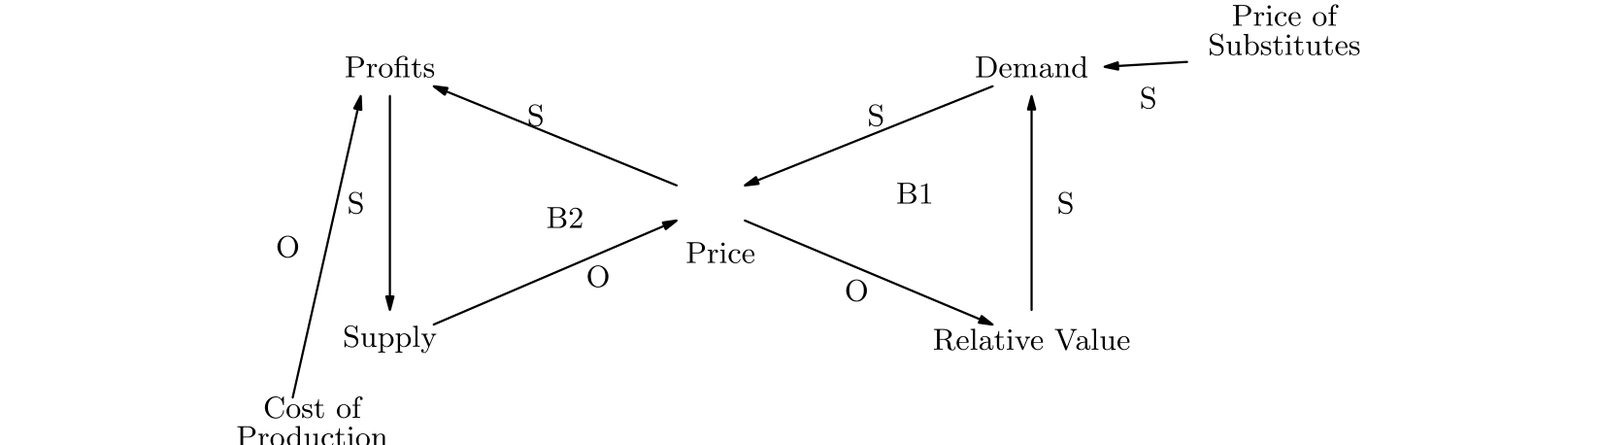 Price of
Substitutes
Profits
Demand
S
S
S
B1
S
S
B2
O
Price
O
O
Supply
Relative Value
Cost of
Production